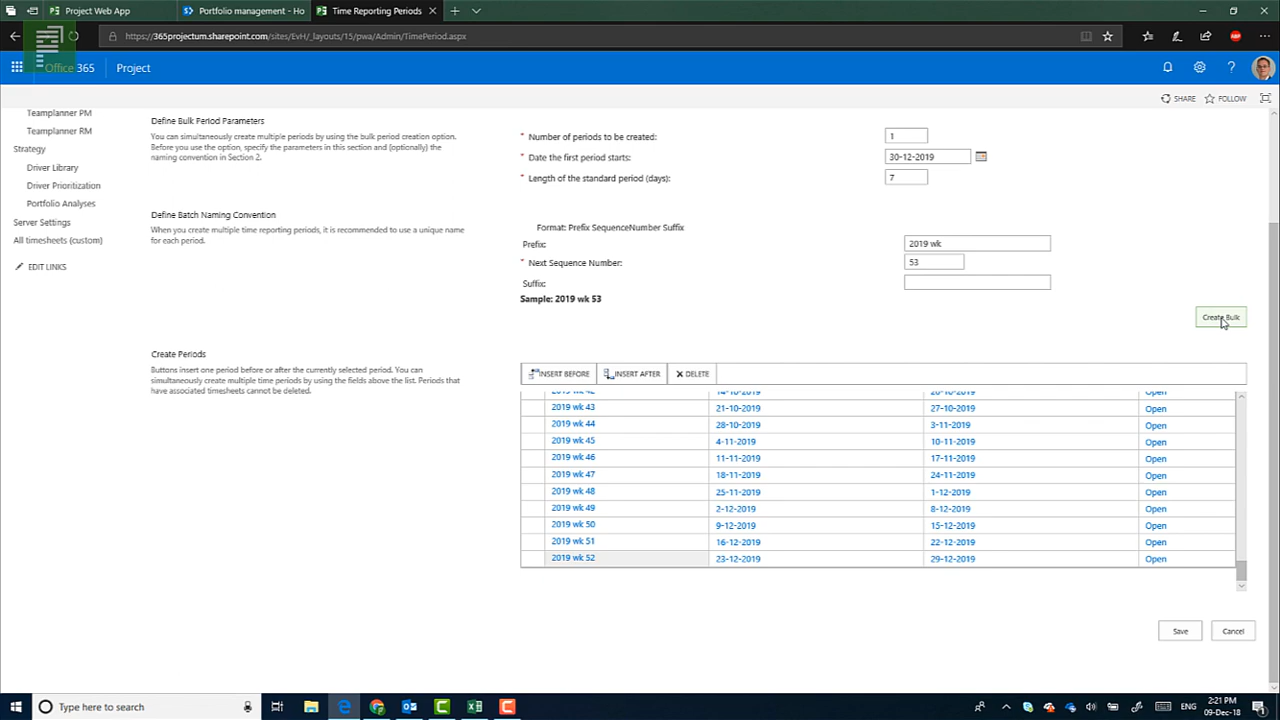 Project Web App
Portfolio management - Ho
Time Reporting Periods
https://365projectum.sharepoint.com/sites/EvH/_layouts/15/pwa/Admin/TimePeriod.aspx
Office 365
Project
SHARE
FOLLOW
Teamplanner PM
Teamplanner RM
Strategy
Driver Library
Driver Prioritization
Portfolio Analyses
Server Settings
All timesheets (custom)
EDIT LINKS
Define Bulk Period Parameters
You can simultaneously create multiple periods by using the bulk period creation option.
Before you use the option, specify the parameters in this section and (optionally) the
naming convention in Section 2.
* Number of periods to be created:
1
* Date the first period starts:
30-12-2019
* Length of the standard period (days):
7
Define Batch Naming Convention
When you create multiple time reporting periods, it is recommended to use a unique name
for each period.
Format: Prefix SequenceNumber Suffix
Prefix:
2019 wk
* Next Sequence Number:
53
Suffix:
Sample: 2019 wk 53
Create Bulk
Create Periods
Buttons insert one period before or after the currently selected period. You can
simultaneously create multiple time periods by using the fields above the list. Periods that
have associated timesheets cannot be deleted.
INSERT BEFORE
INSERT AFTER
DELETE
2019 wk 42 14-10-2019 20-10-2019 Open
2019 wk 43 21-10-2019 27-10-2019 Open
2019 wk 44 28-10-2019 3-11-2019 Open
2019 wk 45 4-11-2019 10-11-2019 Open
2019 wk 46 11-11-2019 17-11-2019 Open
2019 wk 47 18-11-2019 24-11-2019 Open
2019 wk 48 25-11-2019 1-12-2019 Open
2019 wk 49 2-12-2019 8-12-2019 Open
2019 wk 50 9-12-2019 15-12-2019 Open
2019 wk 51 16-12-2019 22-12-2019 Open
2019 wk 52 23-12-2019 29-12-2019 Open
Save
Cancel
Type here to search
ENG
2:21 PM
09-Dec-18